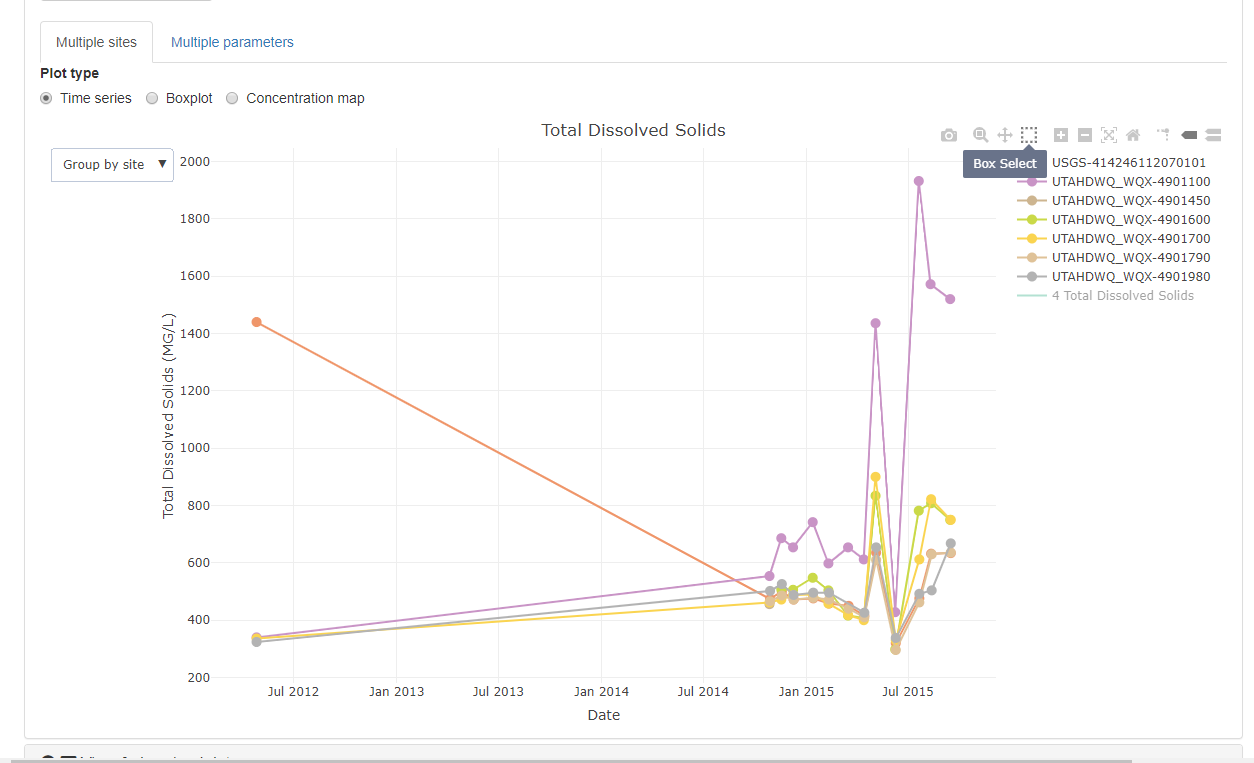 Multiple sites Multiple parameters
Plot type
Time series Boxplot Concentration map
Total Dissolved Solids
Group by site ▼
Box Select
USGS-414246112070101
UTAHDWQ_WQX-4901100
UTAHDWQ_WQX-4901450
UTAHDWQ_WQX-4901600
UTAHDWQ_WQX-4901700
UTAHDWQ_WQX-4901790
UTAHDWQ_WQX-4901980
4 Total Dissolved Solids
Total Dissolved Solids (MG/L)
2000
1800
1600
1400
1200
1000
800
600
400
200
Jul 2012 Jan 2013 Jul 2013 Jan 2014 Jul 2014 Jan 2015 Jul 2015
Date